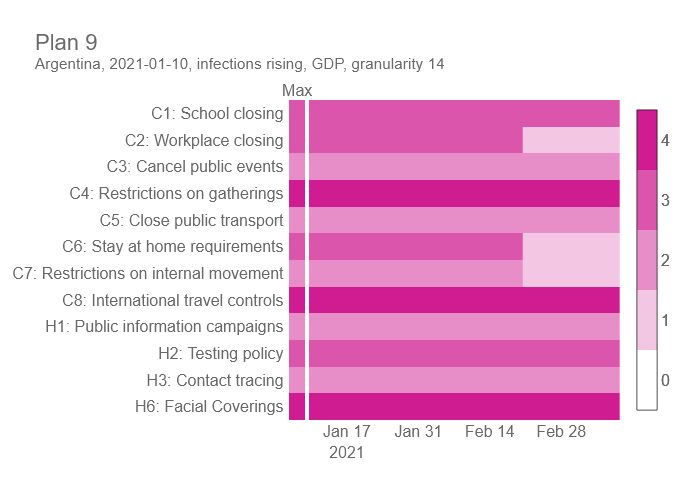 Plan 9
Argentina, 2021-01-10, infections rising, GDP, granularity 14
Max
C1: School closing
C2: Workplace closing
C3: Cancel public events
C4: Restrictions on gatherings
C5: Close public transport
C6: Stay at home requirements
C7: Restrictions on internal movement
C8: International travel controls
H1: Public information campaigns
H2: Testing policy
H3: Contact tracing
H6: Facial Coverings
Jan 17 Jan 31 Feb 14 Feb 28
2021
4
3
2
1
0